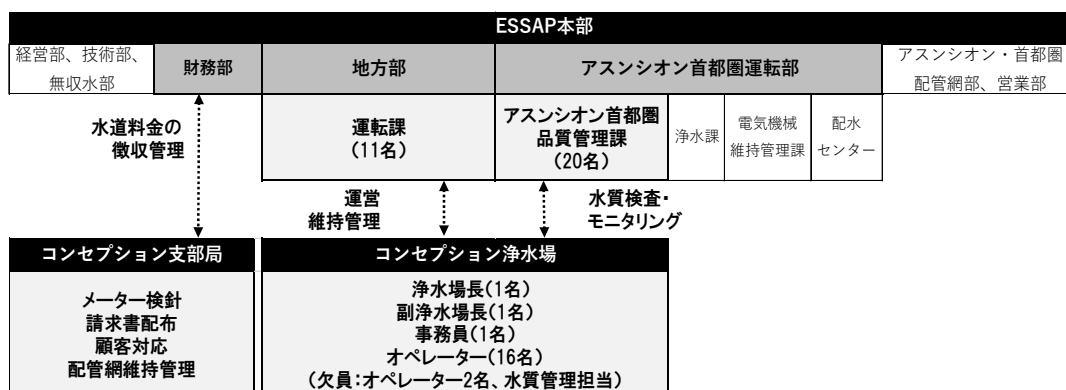 ESSAP本部
経営部、技術部、
無収水部
財務部
地方部
アスンシオン首都圏運転部
アスンシオン・首都圏
配管網部、営業部
水道料金の
徴収管理
運転課
(11名)
アスンシオン首都圏
品質管理課
(20名)
浄水課
電気機械
維持管理課
配水
センター
運営
維持管理
水質検査・
モニタリング
コンセプション支部局
メーター検針
請求書配布
顧客対応
配管網維持管理
コンセプション浄水場
浄水場長(1名)
副浄水場長(1名)
事務員(1名)
オペレーター(16名)
(欠員:オペレーター2名、水質管理担当)